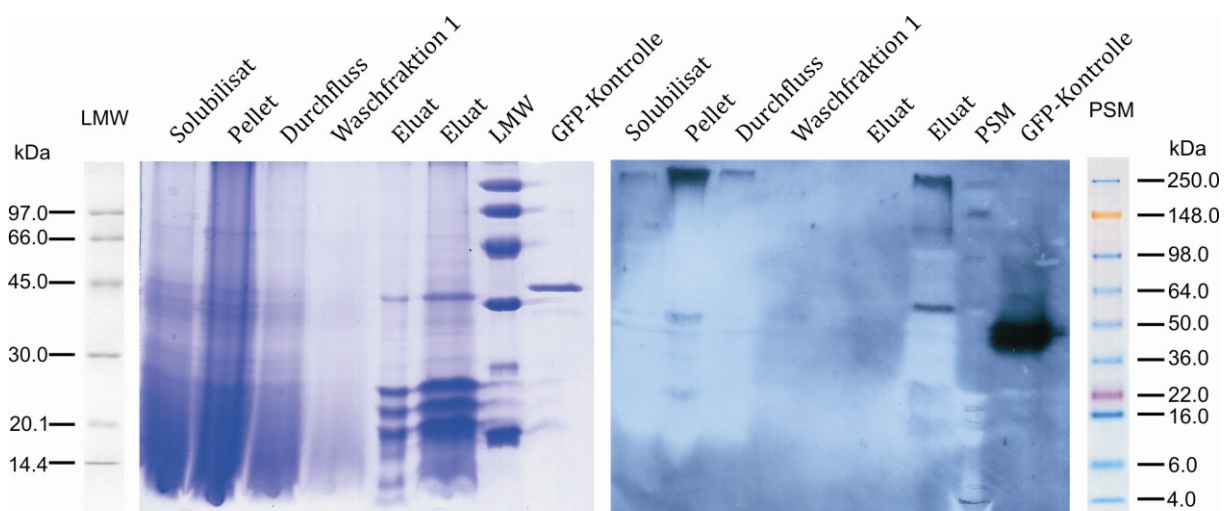 LMW
kDa
97.0
66.0
45.0
30.0
20.1
14.4
Solubilisat
Pellet
Durchfluss
Waschfraktion 1
Eluat
Eluat
LMW
GFP-Kontrolle
Solubilisat
Pellet
Durchfluss
Waschfraktion 1
Eluat
Eluat
PSM
GFP-Kontrolle
PSM
kDa
250.0
148.0
98.0
64.0
50.0
36.0
22.0
16.0
6.0
4.0